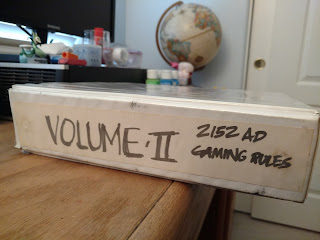 VOLUME·II
2152 AD
GAMING RULES